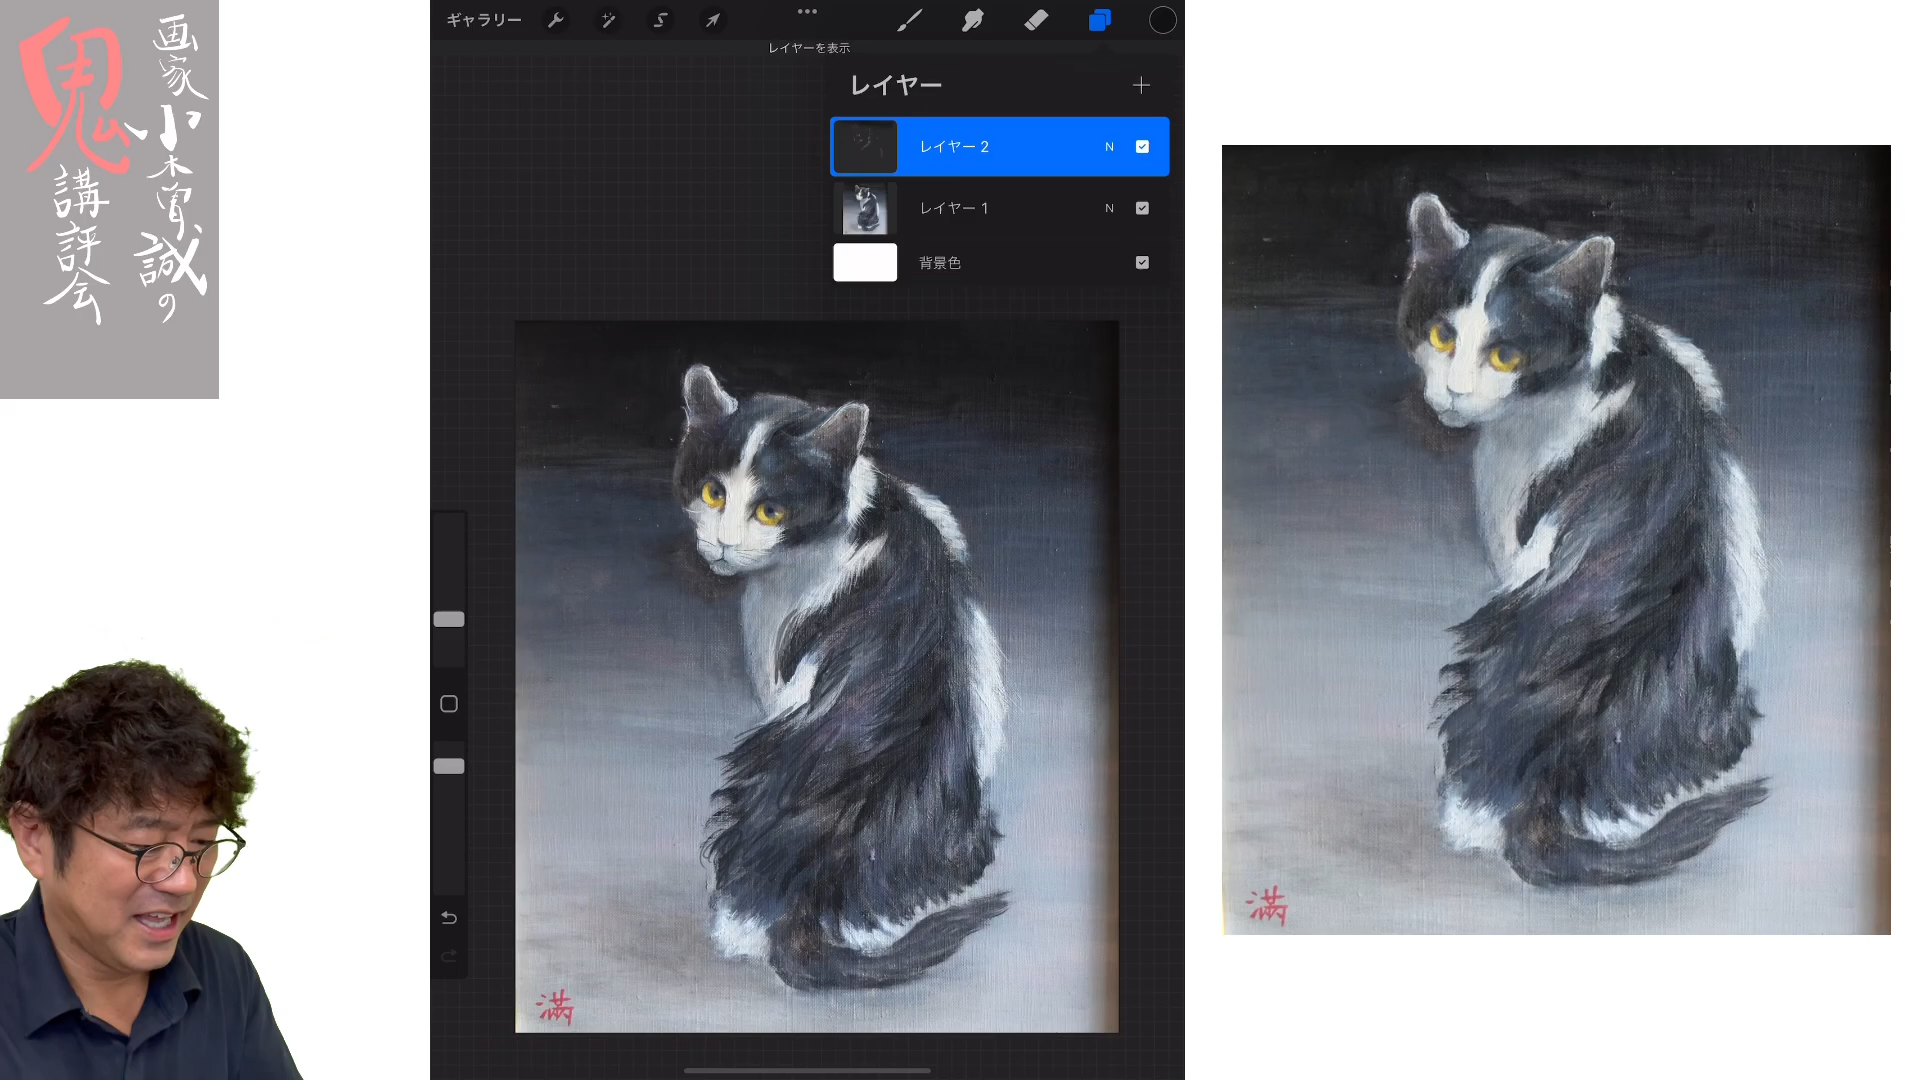 画家小木曽誠の
鬼講評会
ギャラリー
レイヤーを表示
レイヤー
レイヤー 2
N
レイヤー 1
N
背景色
満
満